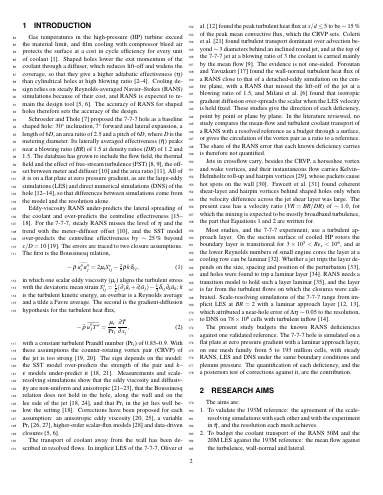 1 INTRODUCTION
Gas temperatures in the high-pressure (HP) turbine exceed
the material limit, and film cooling with compressor bleed air
protects the surface at a cost in cycle efficiency for every unit
of coolant [1]. Shaped holes lower the exit momentum of the
coolant through a diffuser, which reduces lift-off and widens the
coverage, so that they give a higher adiabatic effectiveness (η)
than cylindrical holes at high blowing ratio [2–4]. Cooling de-
sign relies on steady Reynolds-averaged Navier–Stokes (RANS)
simulations because of their cost, and RANS is expected to re-
main the design tool [5, 6]. The accuracy of RANS for shaped
holes therefore sets the accuracy of the design.
Schroeder and Thole [7] proposed the 7-7-7 hole as a baseline
shaped hole: 30° inclination, 7° forward and lateral expansion, a
length of 6D, an area ratio of 2.5 and a pitch of 6D, where D is the
metering diameter. Its laterally averaged effectiveness (η̄) peaks
near a blowing ratio (BR) of 1.5 at density ratios (DR) of 1.2 and
1.5. The database has grown to include the flow field, the thermal
field and the effect of free-stream turbulence (FST) [8, 9], the off-
set between meter and diffuser [10] and the area ratio [11]. All of
it is on a flat plate at zero pressure gradient, as are the large-eddy
simulations (LES) and direct numerical simulations (DNS) of the
hole [12–14], so that differences between simulations come from
the model and the resolution alone.
Eddy-viscosity RANS under-predicts the lateral spreading of
the coolant and over-predicts the centreline effectiveness [15–
18]. For the 7-7-7, steady RANS misses the level of η̄ and the
trend with the meter–diffuser offset [10], and the SST model
over-predicts the centreline effectiveness by ∼ 25 % beyond
x/D = 10 [19]. The errors are traced to two closure assumptions.
The first is the Boussinesq relation,
in which one scalar eddy viscosity (μt) aligns the turbulent stress
is the turbulence kinetic energy, an overbar is a Reynolds average
and a tilde a Favre average. The second is the gradient-diffusion
hypothesis for the turbulent heat flux,
with a constant turbulent Prandtl number (Prt) of 0.85-0.9. With
these assumptions the counter-rotating vortex pair (CRVP) of
the jet is too strong [19, 20]. The sign depends on the model:
the SST model over-predicts the strength of the pair and k–
ε models under-predict it [18, 21]. Measurements and scale-
resolving simulations show that the eddy viscosity and diffusiv-
ity are non-uniform and anisotropic [21–23], that the Boussinesq
relation does not hold in the hole, along the wall and on the
lee side of the jet [18, 24], and that Prt in the jet lies well be-
low the setting [18]. Corrections have been proposed for each
assumption: an anisotropic eddy viscosity [20, 25], a variable
Prt [26, 27], higher-order scalar-flux models [28] and data-driven
closures [5, 6].
The transport of coolant away from the wall has been de-
scribed in resolved flows. In implicit LES of the 7-7-7, Oliver et
al. [12] found the peak turbulent heat flux at x/d ≤ 5 to be ∼ 15 %
of the peak mean convective flux, which the CRVP sets. Coletti
et al. [21] found turbulent transport dominant over advection be-
yond ∼ 3 diameters behind an inclined round jet, and at the top of
the 7-7-7 jet at a blowing ratio of 3 the coolant is carried mainly
by the mean flow [9]. The evidence is not one-sided. Foroutan
and Yavuzkurt [17] found the wall-normal turbulent heat flux of
a RANS close to that of a detached-eddy simulation on the cen-
tre plane, with a RANS that missed the lift-off of the jet at a
blowing ratio of 1.5, and Milani et al. [6] found that isotropic
gradient diffusion over-spreads the scalar when the LES velocity
is held fixed. These studies give the direction of each deficiency,
point by point or plane by plane. In the literature reviewed, no
study compares the mean-flow and turbulent coolant transport of
a RANS with a resolved reference as a budget through a surface,
or gives the circulation of the vortex pair as a ratio to a reference.
The share of the RANS error that each known deficiency carries
is therefore not quantified.
Jets in crossflow carry, besides the CRVP, a horseshoe vortex
and wake vortices, and their instantaneous flow carries Kelvin–
Helmholtz roll-up and hairpin vortices [29], whose packets cause
hot spots on the wall [30]. Fawcett et al. [31] found coherent
shear-layer and hairpin vortices behind shaped holes only when
the velocity difference across the jet shear layer was large. The
present case has a velocity ratio (VR = BR/DR) of ∼ 1.0, for
which the mixing is expected to be mostly broadband turbulence,
the part that Equations 1 and 2 are written for.
Most studies, and the 7-7-7 experiment, use a turbulent ap-
proach layer.
at the lower Reynolds numbers of small engine cores the layer at a
cooling row can be laminar [32]. Whether a jet trips the layer de-
pends on the size, spacing and position of the perturbation [33],
and holes were found to trip a laminar layer [34]. RANS needs a
transition model to hold such a layer laminar [35], and the layer
is far from the turbulent flows on which the closures were cali-
brated. Scale-resolving simulations of the 7-7-7 range from im-
plicit LES at BR = 2 with a laminar approach layer [12, 13],
which attributed a near-hole error of Δη ∼ 0.05 to the resolution,
to DNS on 78 × 10⁶ cells with turbulent inflow [14].
The present study budgets the known RANS deficiencies
against one validated reference. The 7-7-7 hole is simulated on a
flat plate at zero pressure gradient with a laminar approach layer,
on one mesh family from 5 to 193 million cells, with steady
RANS, LES and DNS under the same boundary conditions and
plenum pressure. The quantification of each deficiency, and the
a posteriori test of corrections against it, are the contribution.
2 RESEARCH AIMS
The aims are:
1. To validate the 193M reference: the agreement of the scale-
resolving simulations with each other and with the experiment
in η̄, and the resolution each mesh achieves.
2. To budget the coolant transport of the RANS 50M and the
20M LES against the 193M reference: the mean flow against
the turbulence, wall-normal and lateral.
2